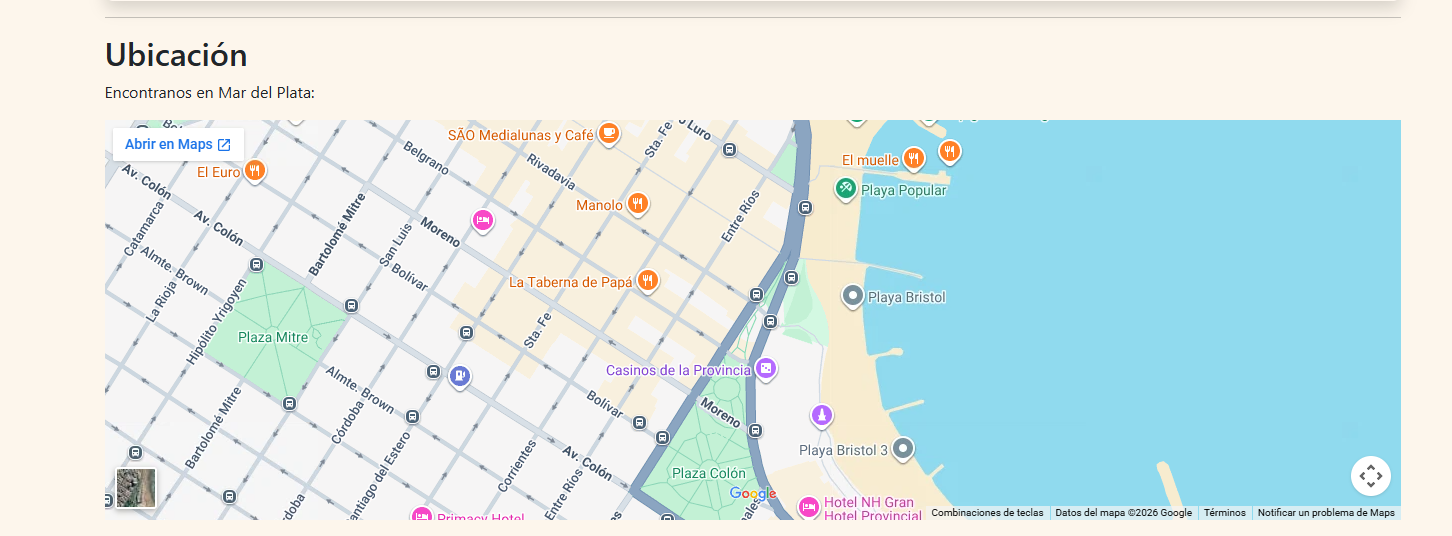 Ubicación
Encontranos en Mar del Plata:
Abrir en Maps
SÃO Medialunas y Café
Sta. Fe
o Luro
El Euro
Belgrano
Rivadavia
El muelle
Playa Popular
Av. Colón
Catamarca
Av. Colón
Bartolomé Mitre
San Luis
Moreno
Manolo
Entre Ríos
Almte. Brown
Bolívar
La Taberna de Papá
Playa Bristol
La Rioja
Hipólito Yrigoyen
Plaza Mitre
Sta. Fe
Casinos de la Provincia
Almte. Brown
Bolívar
Moreno
Bartolomé Mitre
Córdoba
Santiago del Estero
Corrientes
Av. Colón
Entre Ríos
Playa Bristol 3
Plaza Colón
Google
Hotel NH Gran
Hotel Provincial
Primacy Hotel
Combinaciones de teclas
Datos del mapa ©2026 Google
Términos
Notificar un problema de Maps